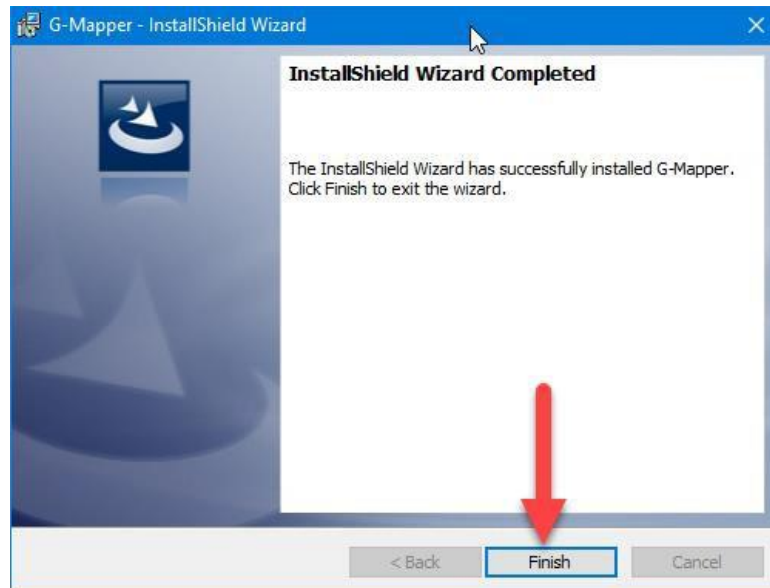 G-Mapper - InstallShield Wizard
InstallShield Wizard Completed
The InstallShield Wizard has successfully installed G-Mapper.
Click Finish to exit the wizard.
< Back
Finish
Cancel